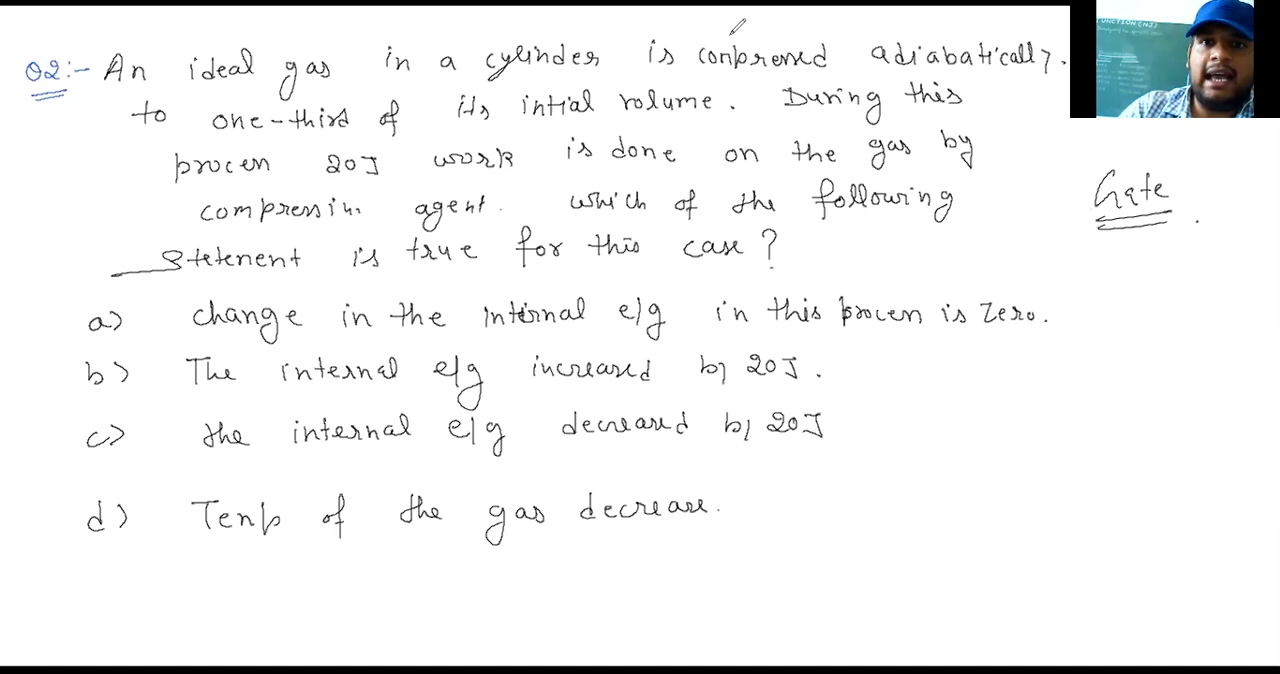 Q2:- An ideal gas in a cylinder is compressed adiabatically.
to one-third of its intial volume. During this
process 20J work is done on the gas by
compressin agent. which of the following
Stetenent is true for this case?
Gate
a) change in the internal e/g in this process is zero.
b) The internal e/g increased by 20J.
c) the internal e/g decreared by 20J
d) Temp of the gas decrease.